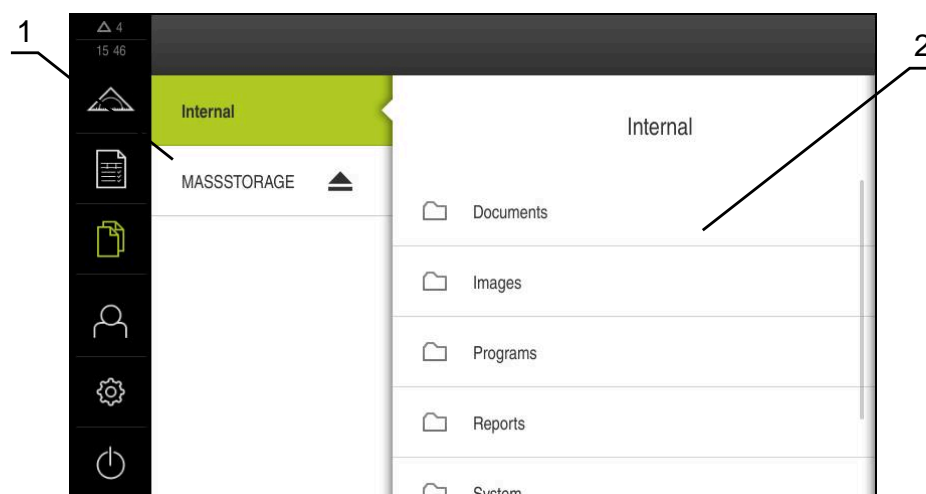 1
2
4
15 46
Internal
MASSSTORAGE
Internal
Documents
Images
Programs
Reports
System